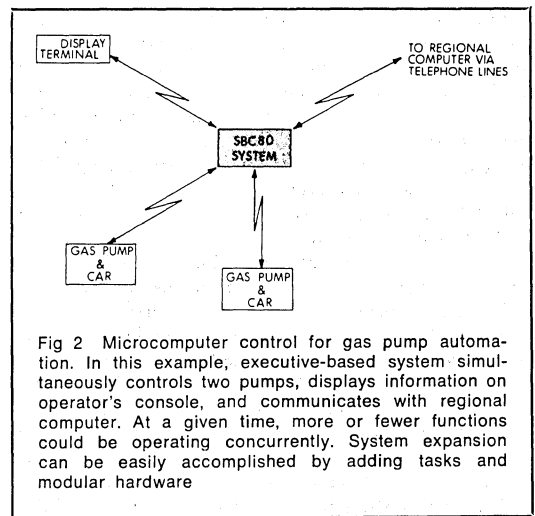 DISPLAY
TERMINAL
TO REGIONAL
COMPUTER VIA
TELEPHONE LINES
SBC80
SYSTEM
GAS PUMP
&
CAR
GAS PUMP
&
CAR
Fig 2 Microcomputer control for gas pump automa-
tion. In this example, executive-based system simul-
taneously controls two pumps, displays information on
operator's console, and communicates with regional
computer. At a given time, more or fewer functions
could be operating concurrently. System expansion
can be easily accomplished by adding tasks and
modular hardware